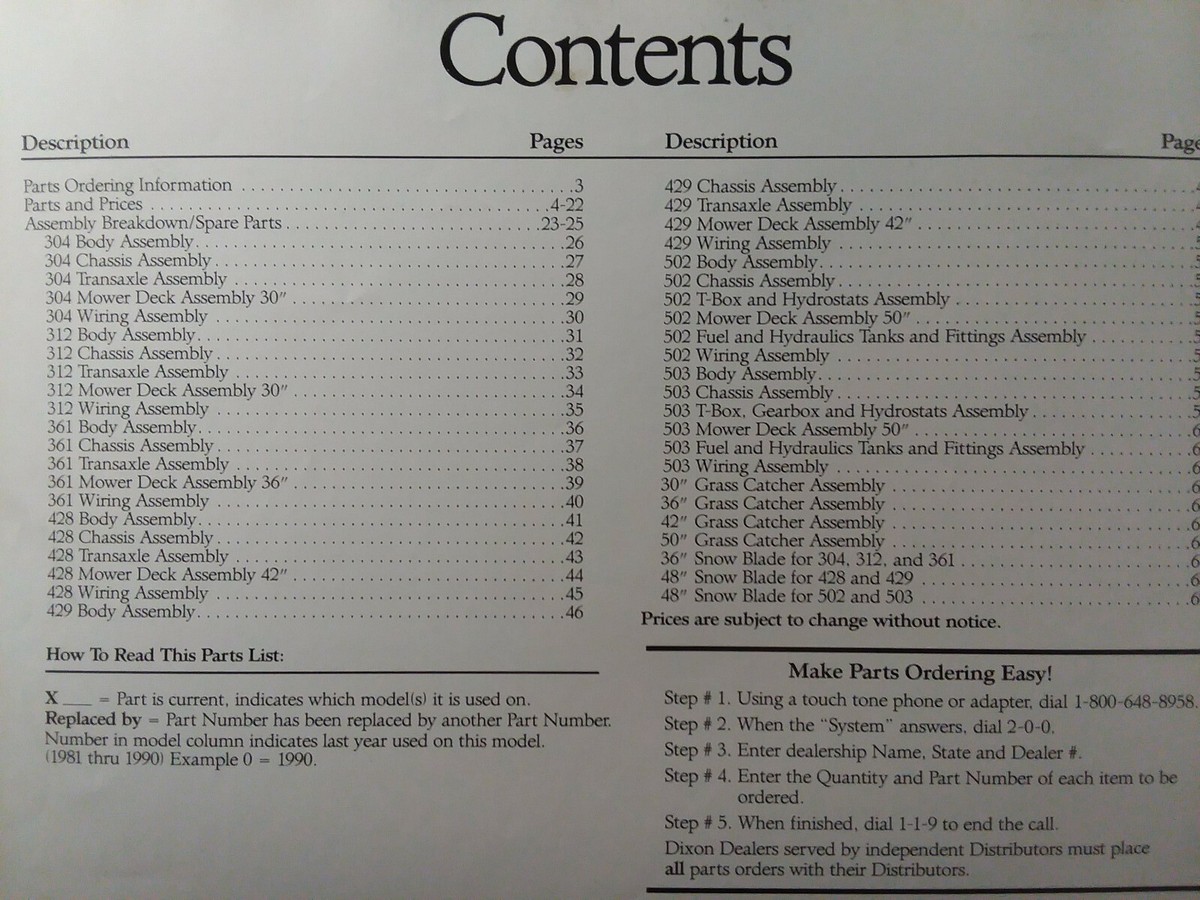 Contents
Description Pages
Parts Ordering Information . . . . . . . . . . 3
Parts and Prices . . . . . . . . . . 4-22
Assembly Breakdown/Spare Parts . . . . . . . . . . 23-25
304 Body Assembly . . . . . . . . . . 26
304 Chassis Assembly . . . . . . . . . . 27
304 Transaxle Assembly . . . . . . . . . . 28
304 Mower Deck Assembly 30″ . . . . . . . . . . 29
304 Wiring Assembly . . . . . . . . . . 30
312 Body Assembly . . . . . . . . . . 31
312 Chassis Assembly . . . . . . . . . . 32
312 Transaxle Assembly . . . . . . . . . . 33
312 Mower Deck Assembly 30″ . . . . . . . . . . 34
312 Wiring Assembly . . . . . . . . . . 35
361 Body Assembly . . . . . . . . . . 36
361 Chassis Assembly . . . . . . . . . . 37
361 Transaxle Assembly . . . . . . . . . . 38
361 Mower Deck Assembly 36″ . . . . . . . . . . 39
361 Wiring Assembly . . . . . . . . . . 40
428 Body Assembly . . . . . . . . . . 41
428 Chassis Assembly . . . . . . . . . . 42
428 Transaxle Assembly . . . . . . . . . . 43
428 Mower Deck Assembly 42″ . . . . . . . . . . 44
428 Wiring Assembly . . . . . . . . . . 45
429 Body Assembly . . . . . . . . . . 46
How To Read This Parts List:
X ___ = Part is current, indicates which model(s) it is used on.
Replaced by = Part Number has been replaced by another Part Number.
Number in model column indicates last year used on this model.
(1981 thru 1990) Example 0 = 1990.
Description Page
429 Chassis Assembly . . . . . . . . . .
429 Transaxle Assembly . . . . . . . . . .
429 Mower Deck Assembly 42″ . . . . . . . . . .
429 Wiring Assembly . . . . . . . . . .
502 Body Assembly . . . . . . . . . .
502 Chassis Assembly . . . . . . . . . .
502 T-Box and Hydrostats Assembly . . . . . . . . . .
502 Mower Deck Assembly 50″ . . . . . . . . . .
502 Fuel and Hydraulics Tanks and Fittings Assembly . . . . . . . . . .
502 Wiring Assembly . . . . . . . . . .
503 Body Assembly . . . . . . . . . .
503 Chassis Assembly . . . . . . . . . .
503 T-Box, Gearbox and Hydrostats Assembly . . . . . . . . . .
503 Mower Deck Assembly 50″ . . . . . . . . . .
503 Fuel and Hydraulics Tanks and Fittings Assembly . . . . . . . . . .
503 Wiring Assembly . . . . . . . . . .
30″ Grass Catcher Assembly . . . . . . . . . .
36″ Grass Catcher Assembly . . . . . . . . . .
42″ Grass Catcher Assembly . . . . . . . . . .
50″ Grass Catcher Assembly . . . . . . . . . .
36″ Snow Blade for 304, 312, and 361 . . . . . . . . . .
48″ Snow Blade for 428 and 429 . . . . . . . . . .
48″ Snow Blade for 502 and 503 . . . . . . . . . .
Prices are subject to change without notice.
Make Parts Ordering Easy!
Step # 1. Using a touch tone phone or adapter, dial 1-800-648-8958.
Step # 2. When the “System” answers, dial 2-0-0.
Step # 3. Enter dealership Name, State and Dealer #.
Step # 4. Enter the Quantity and Part Number of each item to be
ordered.
Step # 5. When finished, dial 1-1-9 to end the call.
Dixon Dealers served by independent Distributors must place
all parts orders with their Distributors.